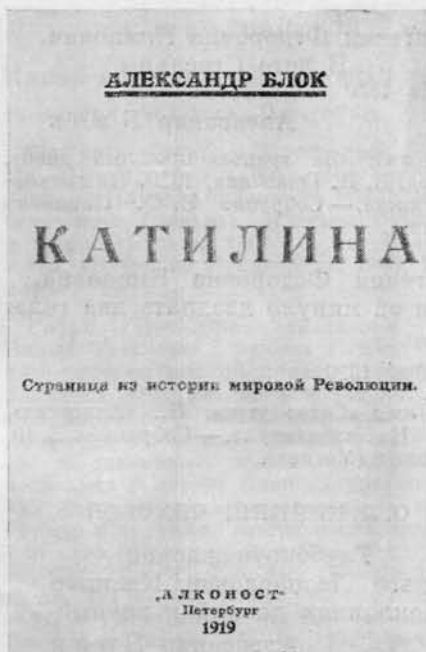 АЛЕКСАНДР БЛОК
КАТИЛИНА
Страница из истории мировой Революции.
„АЛКОНОСТ“
Петербург
1919